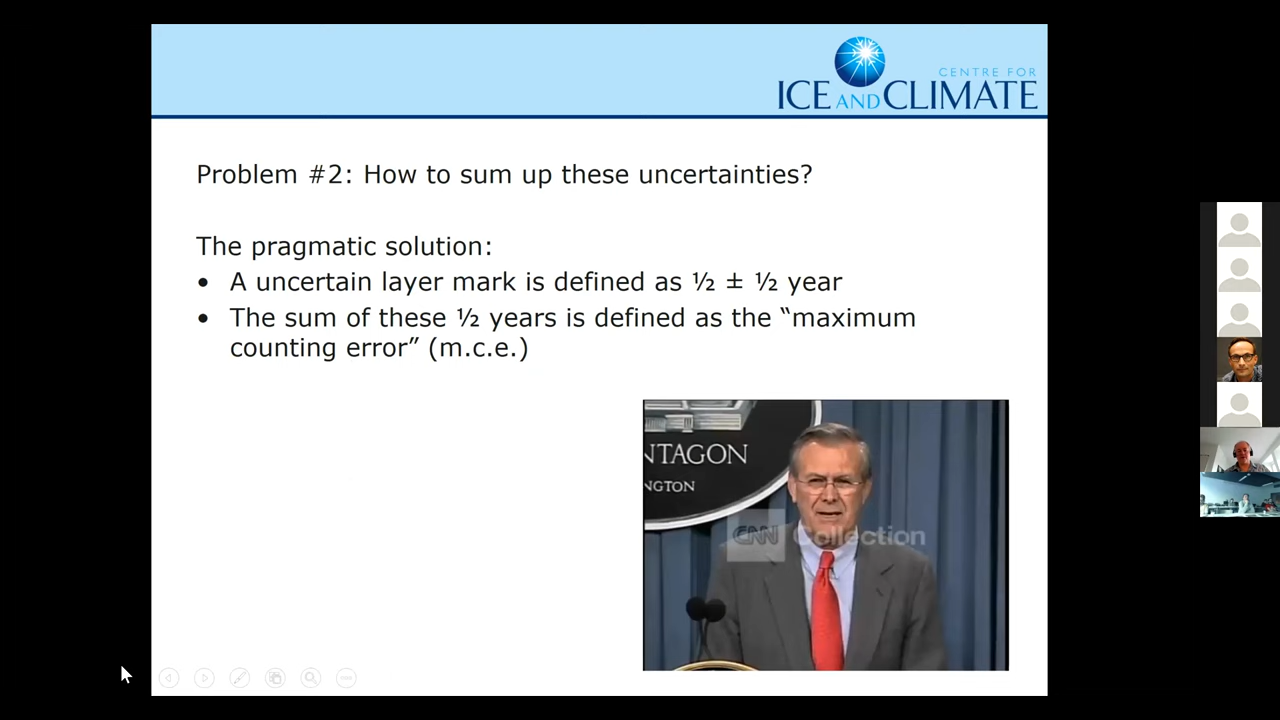 CENTRE FOR
ICE AND CLIMATE
Problem #2: How to sum up these uncertainties?
The pragmatic solution:
• A uncertain layer mark is defined as ½ ± ½ year
• The sum of these ½ years is defined as the “maximum
counting error” (m.c.e.)
NTAGON
NGTON
CNN Collection